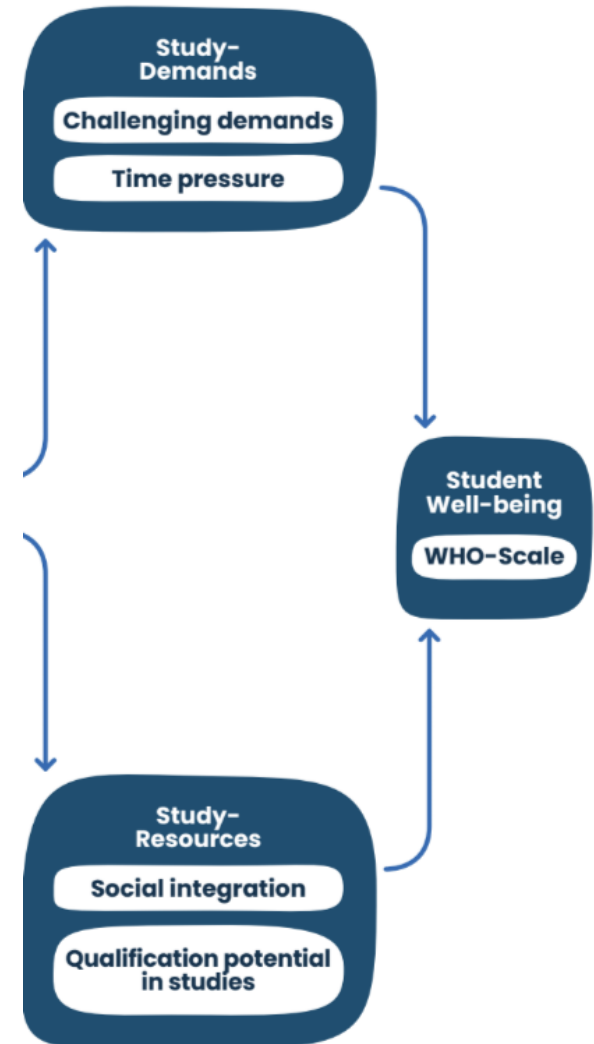 Study-
Demands
Challenging demands
Time pressure
Student
Well-being
WHO-Scale
Study-
Resources
Social integration
Qualification potential
in studies